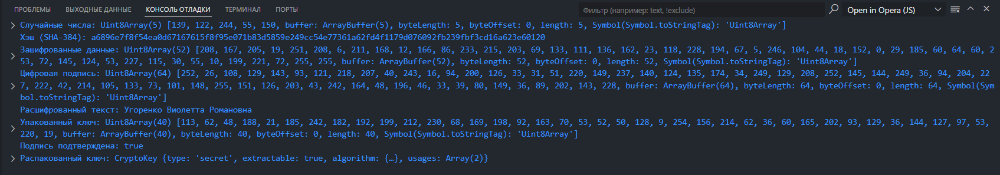 ПРОБЛЕМЫ ВЫХОДНЫЕ ДАННЫЕ КОНСОЛЬ ОТЛАДКИ ТЕРМИНАЛ ПОРТЫ Фильтр (например: text, !exclude) Open in Opera (JS)
Случайные числа: Uint8Array(5) [139, 122, 244, 55, 150, buffer: ArrayBuffer(5), byteLength: 5, byteOffset: 0, length: 5, Symbol(Symbol.toStringTag): 'Uint8Array']
Хэш (SHA-384): a6896e7f8f54ea0d67167615f8f95e071b83d5859e249cc54e77361a62fd4f1179d076092fb239fbf3cd16a623e60120
Зашифрованные данные: Uint8Array(52) [208, 167, 205, 19, 251, 208, 6, 211, 168, 12, 166, 86, 233, 215, 203, 69, 133, 111, 136, 162, 23, 118, 228, 194, 67, 5, 246, 104, 44, 18, 152, 0, 29, 185, 60, 64, 60, 2
53, 72, 145, 124, 53, 227, 115, 30, 55, 10, 199, 221, 72, 255, 255, buffer: ArrayBuffer(52), byteLength: 52, byteOffset: 0, length: 52, Symbol(Symbol.toStringTag): 'Uint8Array']
Цифровая подпись: Uint8Array(64) [252, 26, 108, 129, 143, 93, 121, 218, 207, 40, 243, 16, 94, 200, 126, 33, 31, 51, 220, 149, 237, 140, 124, 135, 174, 34, 249, 129, 208, 252, 145, 144, 249, 36, 94, 204, 22
7, 222, 42, 214, 105, 133, 73, 101, 148, 255, 151, 126, 203, 43, 242, 164, 48, 196, 46, 33, 39, 80, 149, 36, 89, 202, 143, 228, buffer: ArrayBuffer(64), byteLength: 64, byteOffset: 0, length: 64, Symbol(Sym
bol.toStringTag): 'Uint8Array']
Расшифрованный текст: Угоренко Виолетта Романовна
Упакованный ключ: Uint8Array(40) [113, 62, 48, 188, 21, 185, 242, 182, 192, 199, 212, 230, 68, 169, 198, 92, 163, 70, 53, 52, 50, 128, 9, 254, 156, 214, 62, 36, 60, 165, 202, 93, 129, 36, 144, 127, 97, 53,
220, 19, buffer: ArrayBuffer(40), byteLength: 40, byteOffset: 0, length: 40, Symbol(Symbol.toStringTag): 'Uint8Array']
Подпись подтверждена: true
Распакованный ключ: CryptoKey {type: 'secret', extractable: true, algorithm: {…}, usages: Array(2)}